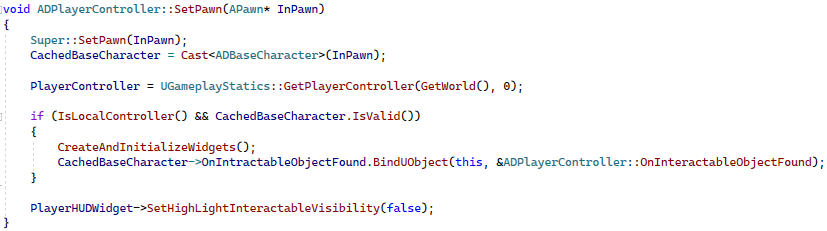 void ADPlayerController::SetPawn(APawn* InPawn)
{
Super::SetPawn(InPawn);
CachedBaseCharacter = Cast<ADBaseCharacter>(InPawn);
PlayerController = UGameplayStatics::GetPlayerController(GetWorld(), 0);
if (IsLocalController() && CachedBaseCharacter.IsValid())
{
CreateAndInitializeWidgets();
CachedBaseCharacter->OnIntractableObjectFound.BindUObject(this, &ADPlayerController::OnInteractableObjectFound);
}
PlayerHUDWidget->SetHighLightInteractableVisibility(false);
}